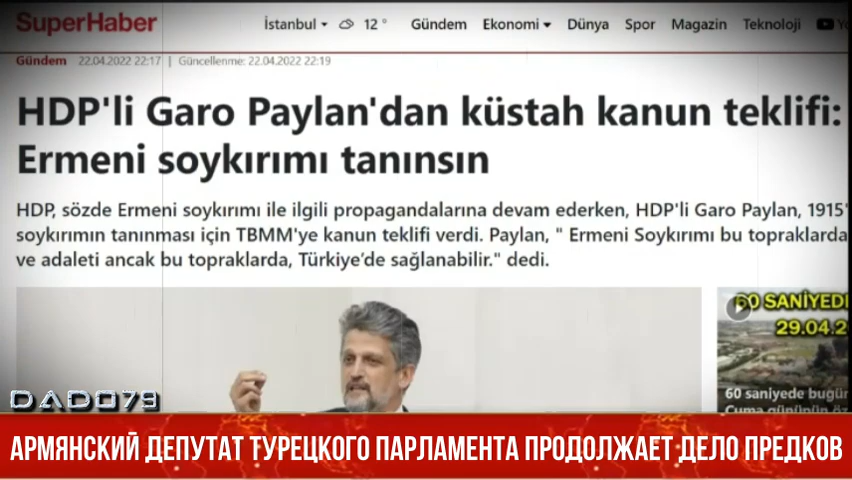 SuperHaber
İstanbul 12 ° Gündem Ekonomi Dünya Spor Magazin Teknoloji
Gündem 22.04.2022 22:17 | Güncellenme: 22.04.2022 22:19
HDP'li Garo Paylan'dan küstah kanun teklifi:
Ermeni soykırımı tanınsın
HDP, sözde Ermeni soykırımı ile ilgili propagandalarına devam ederken, HDP'li Garo Paylan, 1915'
soykırımın tanınması için TBMM'ye kanun teklifi verdi. Paylan, " Ermeni Soykırımı bu topraklarda
ve adaleti ancak bu topraklarda, Türkiye’de sağlanabilir." dedi.
60 SANİYED
29.04.2
60 saniyede bugün
Cuma gününün
DADO79
АРМЯНСКИЙ ДЕПУТАТ ТУРЕЦКОГО ПАРЛАМЕНТА ПРОДОЛЖАЕТ ДЕЛО ПРЕДКОВ